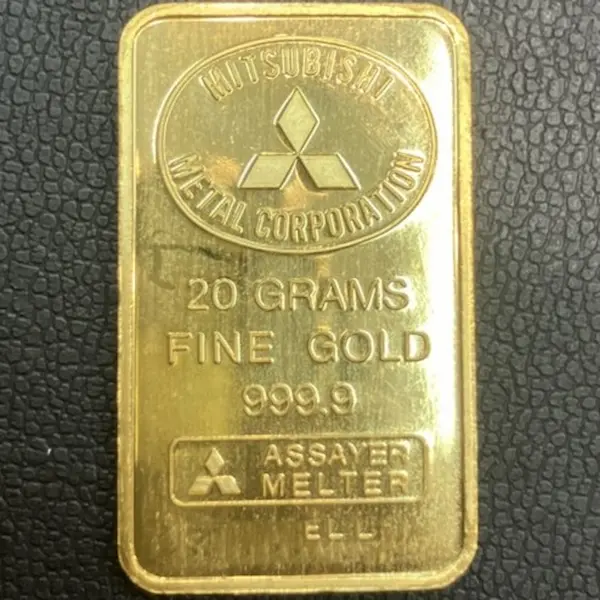 MITSUBISHI
METAL CORPORATION
20 GRAMS
FINE GOLD
999.9
ASSAYER
MELTER